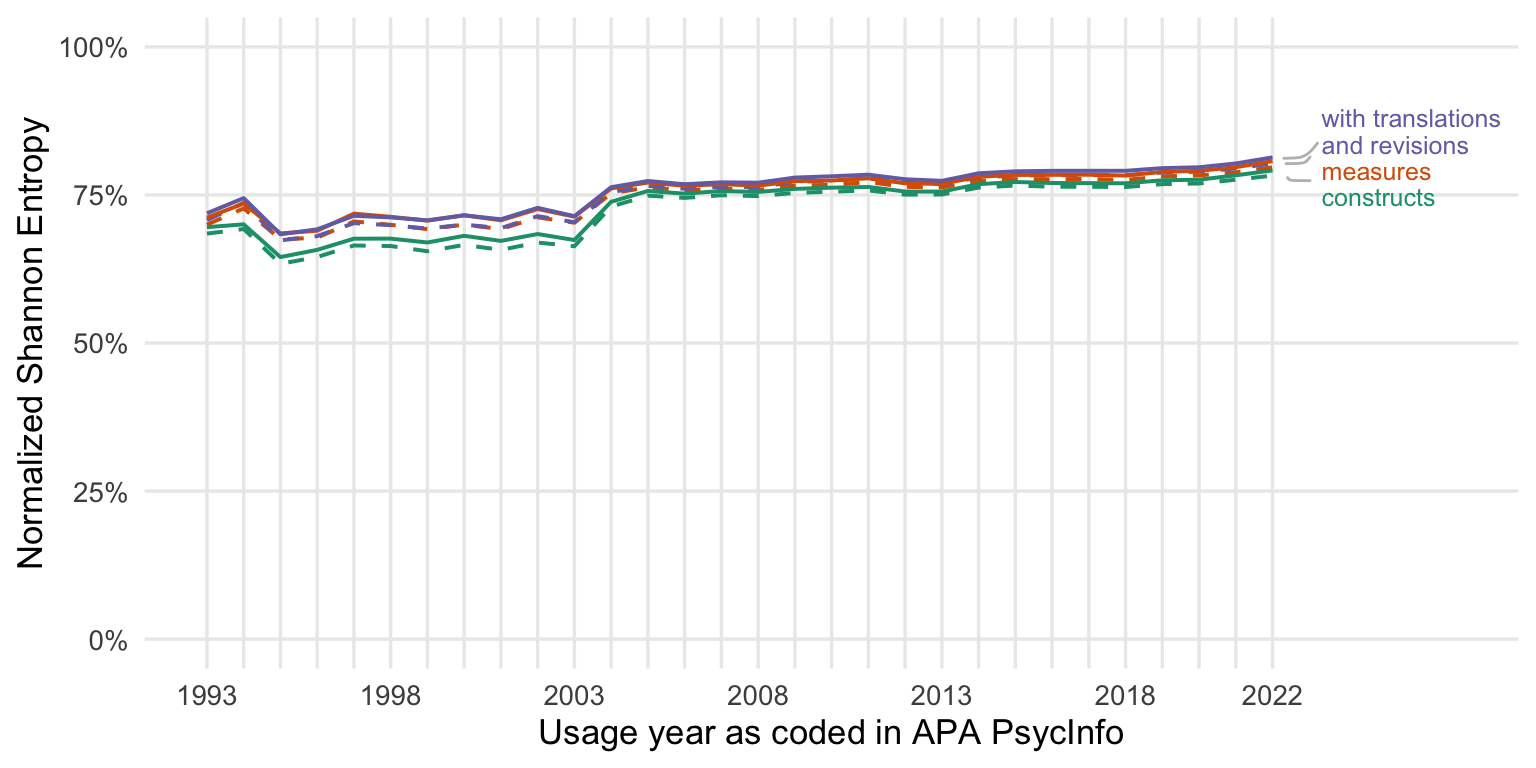 Normalized Shannon Entropy
100%
75%
50%
25%
0%
with translations
and revisions
measures
constructs
1993 1998 2003 2008 2013 2018 2022
Usage year as coded in APA PsycInfo